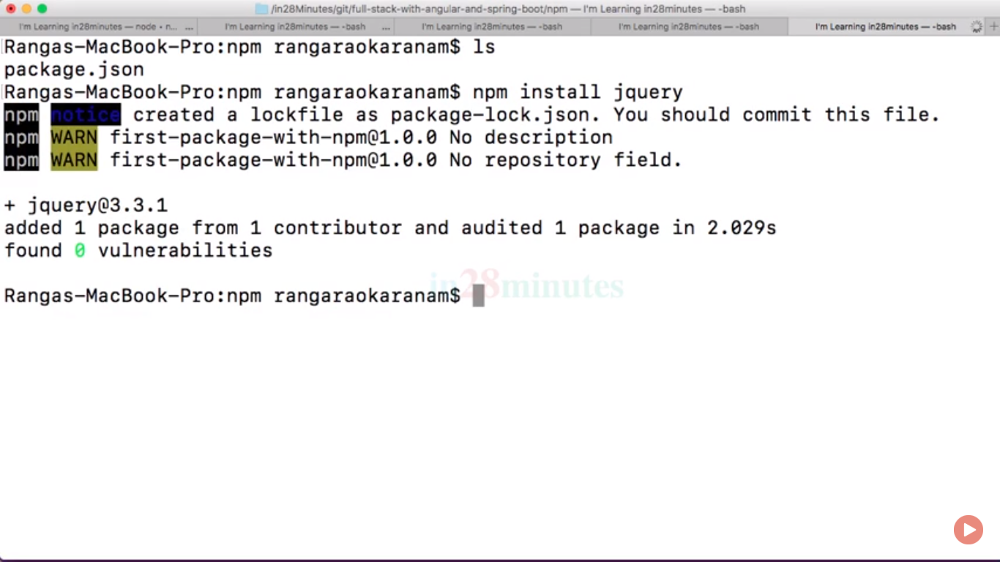 /in28Minutes/git/full-stack-with-angular-and-spring-boot/npm — I'm Learning in28minutes — -bash
I'm Learning in28minutes — node • n... ...
I'm Learning in28minutes — -bash ...
I'm Learning in28minutes — -bash
I'm Learning in28minutes — -bash
I'm Learning in28minutes — -bash
Rangas-MacBook-Pro:npm rangaraokaranam$ ls
package.json
Rangas-MacBook-Pro:npm rangaraokaranam$ npm install jquery
npm notice created a lockfile as package-lock.json. You should commit this file.
npm WARN first-package-with-npm@1.0.0 No description
npm WARN first-package-with-npm@1.0.0 No repository field.
+ jquery@3.3.1
added 1 package from 1 contributor and audited 1 package in 2.029s
found 0 vulnerabilities
in28minutes
Rangas-MacBook-Pro:npm rangaraokaranam$